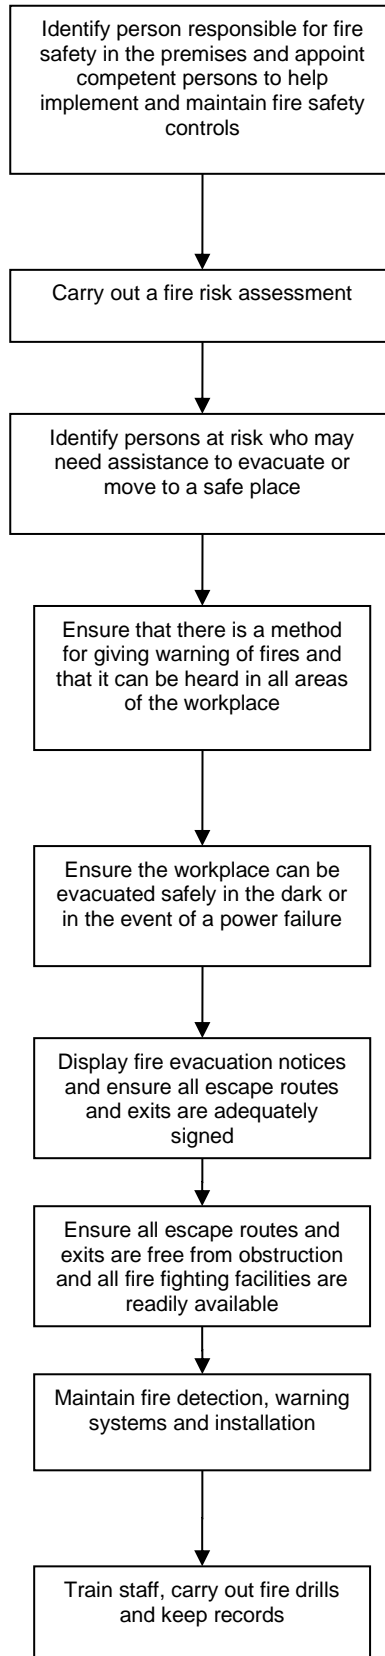 Identify person responsible for fire
safety in the premises and appoint
competent persons to help
implement and maintain fire safety
controls
Carry out a fire risk assessment
Identify persons at risk who may
need assistance to evacuate or
move to a safe place
Ensure that there is a method
for giving warning of fires and
that it can be heard in all areas
of the workplace
Ensure the workplace can be
evacuated safely in the dark or
in the event of a power failure
Display fire evacuation notices
and ensure all escape routes
and exits are adequately
signed
Ensure all escape routes and
exits are free from obstruction
and all fire fighting facilities are
readily available
Maintain fire detection, warning
systems and installation
Train staff, carry out fire drills
and keep records